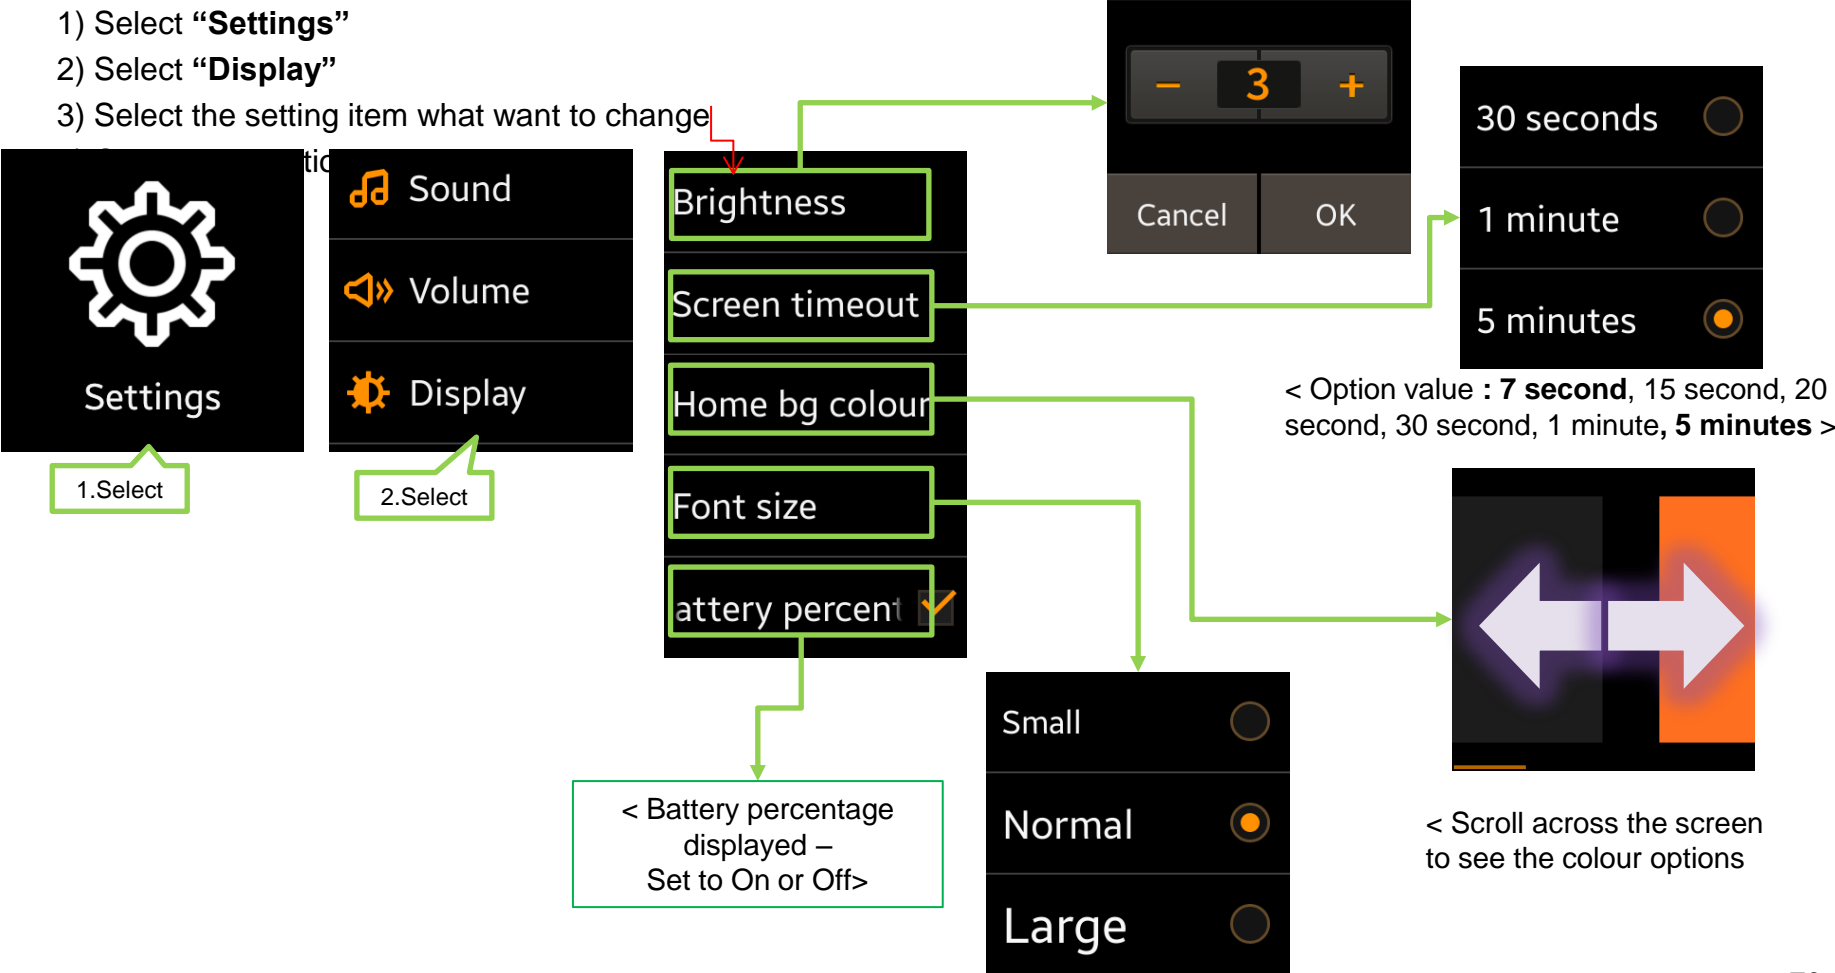 1) Select “Settings”
2) Select “Display”
3) Select the setting item what want to change
Settings
1.Select
Sound
Volume
Display
2.Select
Brightness
Screen timeout
Home bg colour
Font size
attery percent
3
Cancel
OK
30 seconds
1 minute
5 minutes
< Option value : 7 second, 15 second, 20
second, 30 second, 1 minute, 5 minutes >
< Scroll across the screen
to see the colour options
Small
Normal
Large
< Battery percentage
displayed –
Set to On or Off>